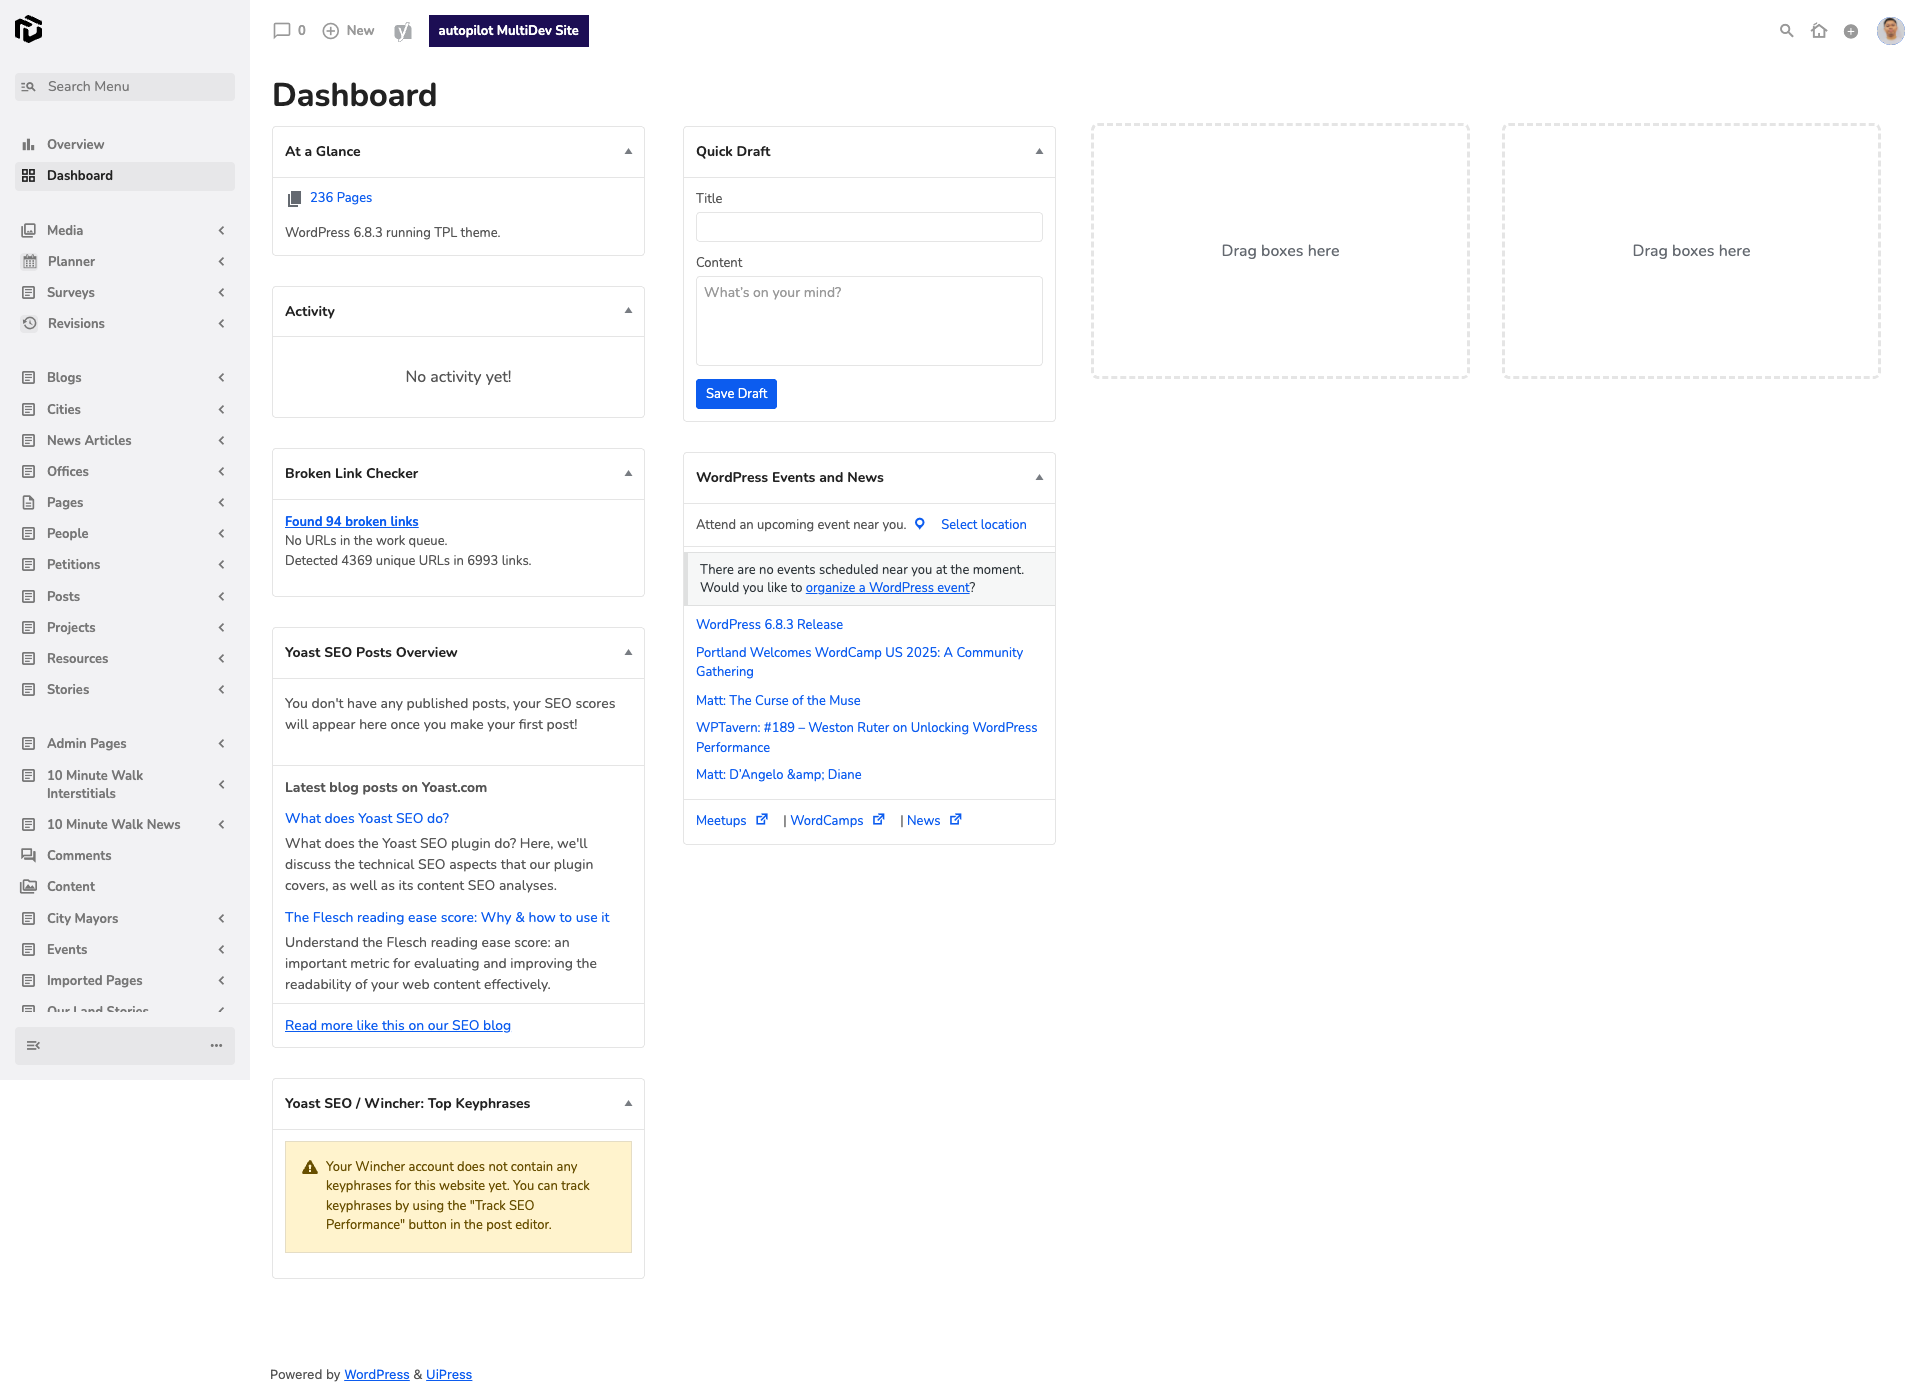 0
New
autopilot MultiDev Site
Search Menu
Overview
Dashboard
Media
Planner
Surveys
Revisions
Blogs
Cities
News Articles
Offices
Pages
People
Petitions
Posts
Projects
Resources
Stories
Admin Pages
10 Minute Walk
Interstitials
10 Minute Walk News
Comments
Content
City Mayors
Events
Imported Pages
Our Land Stories
Dashboard
At a Glance
236 Pages
WordPress 6.8.3 running TPL theme.
Activity
No activity yet!
Broken Link Checker
Found 94 broken links
No URLs in the work queue.
Detected 4369 unique URLs in 6993 links.
Yoast SEO Posts Overview
You don't have any published posts, your SEO scores
will appear here once you make your first post!
Latest blog posts on Yoast.com
What does Yoast SEO do?
What does the Yoast SEO plugin do? Here, we'll
discuss the technical SEO aspects that our plugin
covers, as well as its content SEO analyses.
The Flesch reading ease score: Why & how to use it
Understand the Flesch reading ease score: an
important metric for evaluating and improving the
readability of your web content effectively.
Read more like this on our SEO blog
Yoast SEO / Wincher: Top Keyphrases
Your Wincher account does not contain any
keyphrases for this website yet. You can track
keyphrases by using the "Track SEO
Performance" button in the post editor.
Quick Draft
Title
Content
What's on your mind?
Save Draft
WordPress Events and News
Attend an upcoming event near you. Select location
There are no events scheduled near you at the moment.
Would you like to organize a WordPress event?
WordPress 6.8.3 Release
Portland Welcomes WordCamp US 2025: A Community
Gathering
Matt: The Curse of the Muse
WPTavern: #189 – Weston Ruter on Unlocking WordPress
Performance
Matt: D'Angelo &amp; Diane
Meetups | WordCamps | News
Drag boxes here
Drag boxes here
Powered by WordPress & UiPress